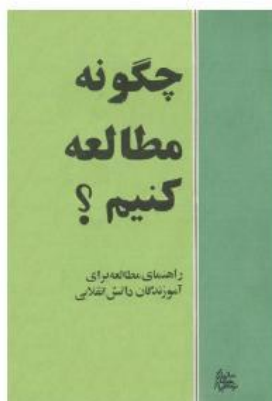 چگونه
مطالعه
کنیم ؟
راهنمای مطالعه برای
آموزندگان دانش انقلابی